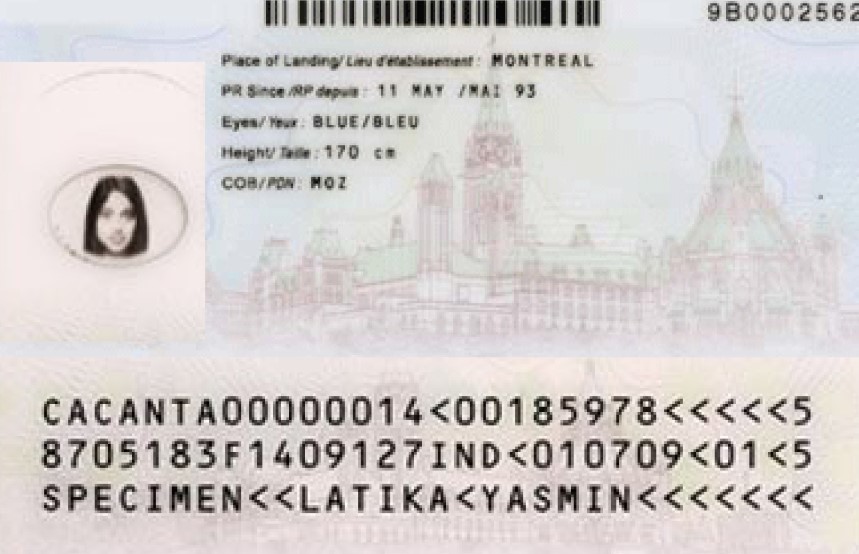 9B0002562
Place of Landing/ Lieu d'établissement : MONTREAL
PR Since /RP depuis : 11 MAY /MAI 93
Eyes/ Yeux : BLUE/BLEU
Height/ Taille : 170 cm
COB/PDN : MOZ
CACANTA00000014<00185978<<<<<5
8705183F1409127IND<010709<01<5
SPECIMEN<<LATIKA<YASMIN<<<<<<<